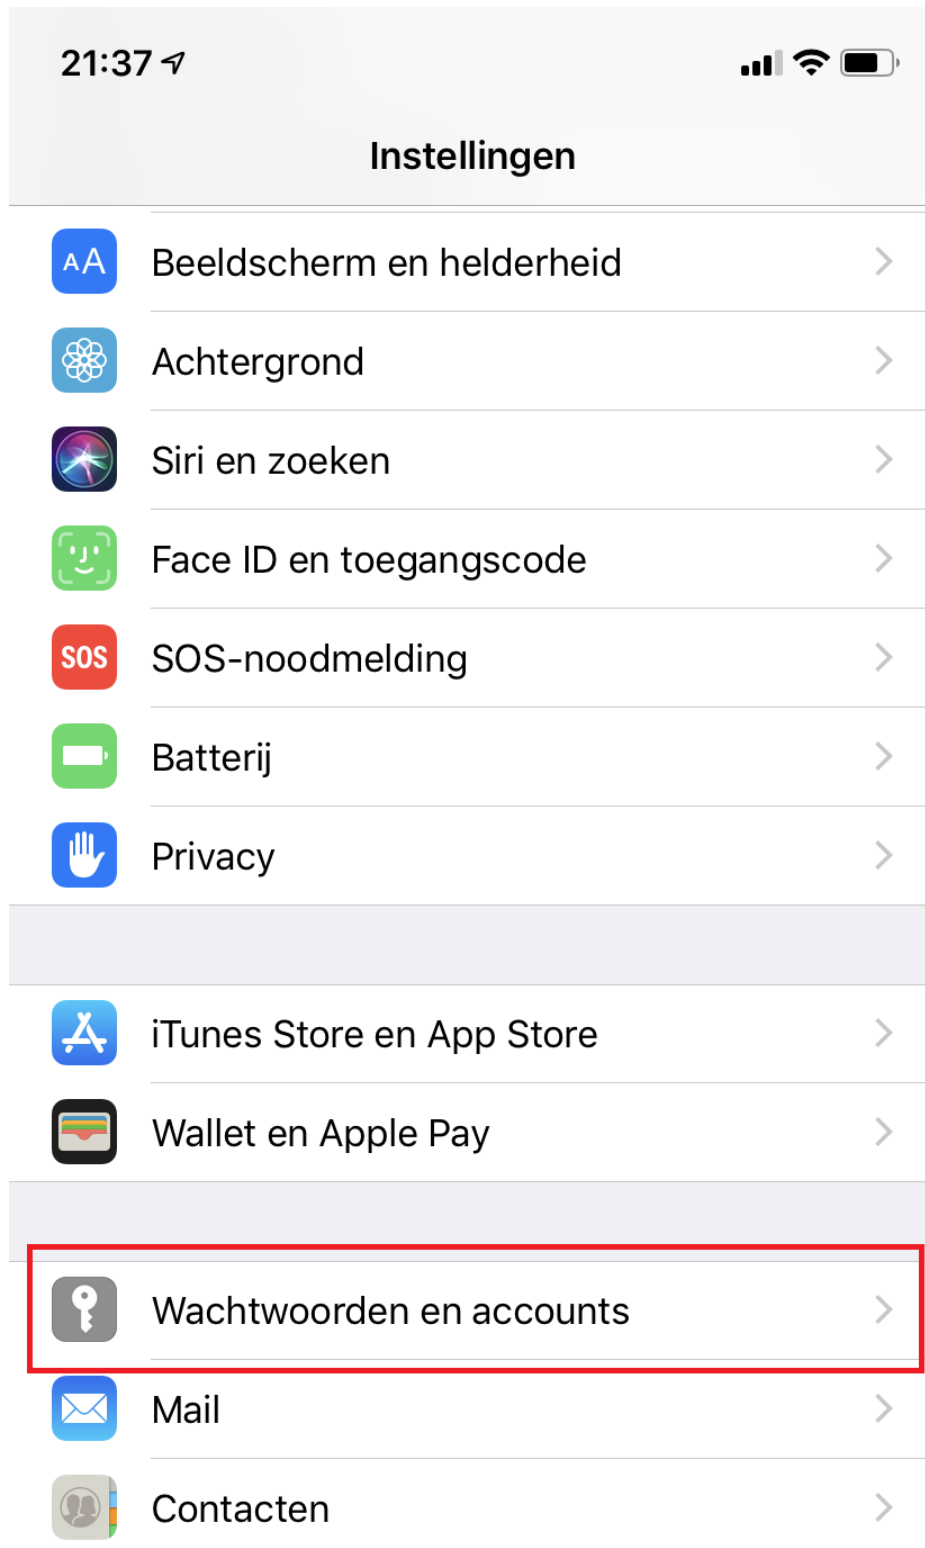 21:37
Instellingen
AA Beeldscherm en helderheid
Achtergrond
Siri en zoeken
Face ID en toegangscode
SOS SOS-noodmelding
Batterij
Privacy
iTunes Store en App Store
Wallet en Apple Pay
Wachtwoorden en accounts
Mail
Contacten